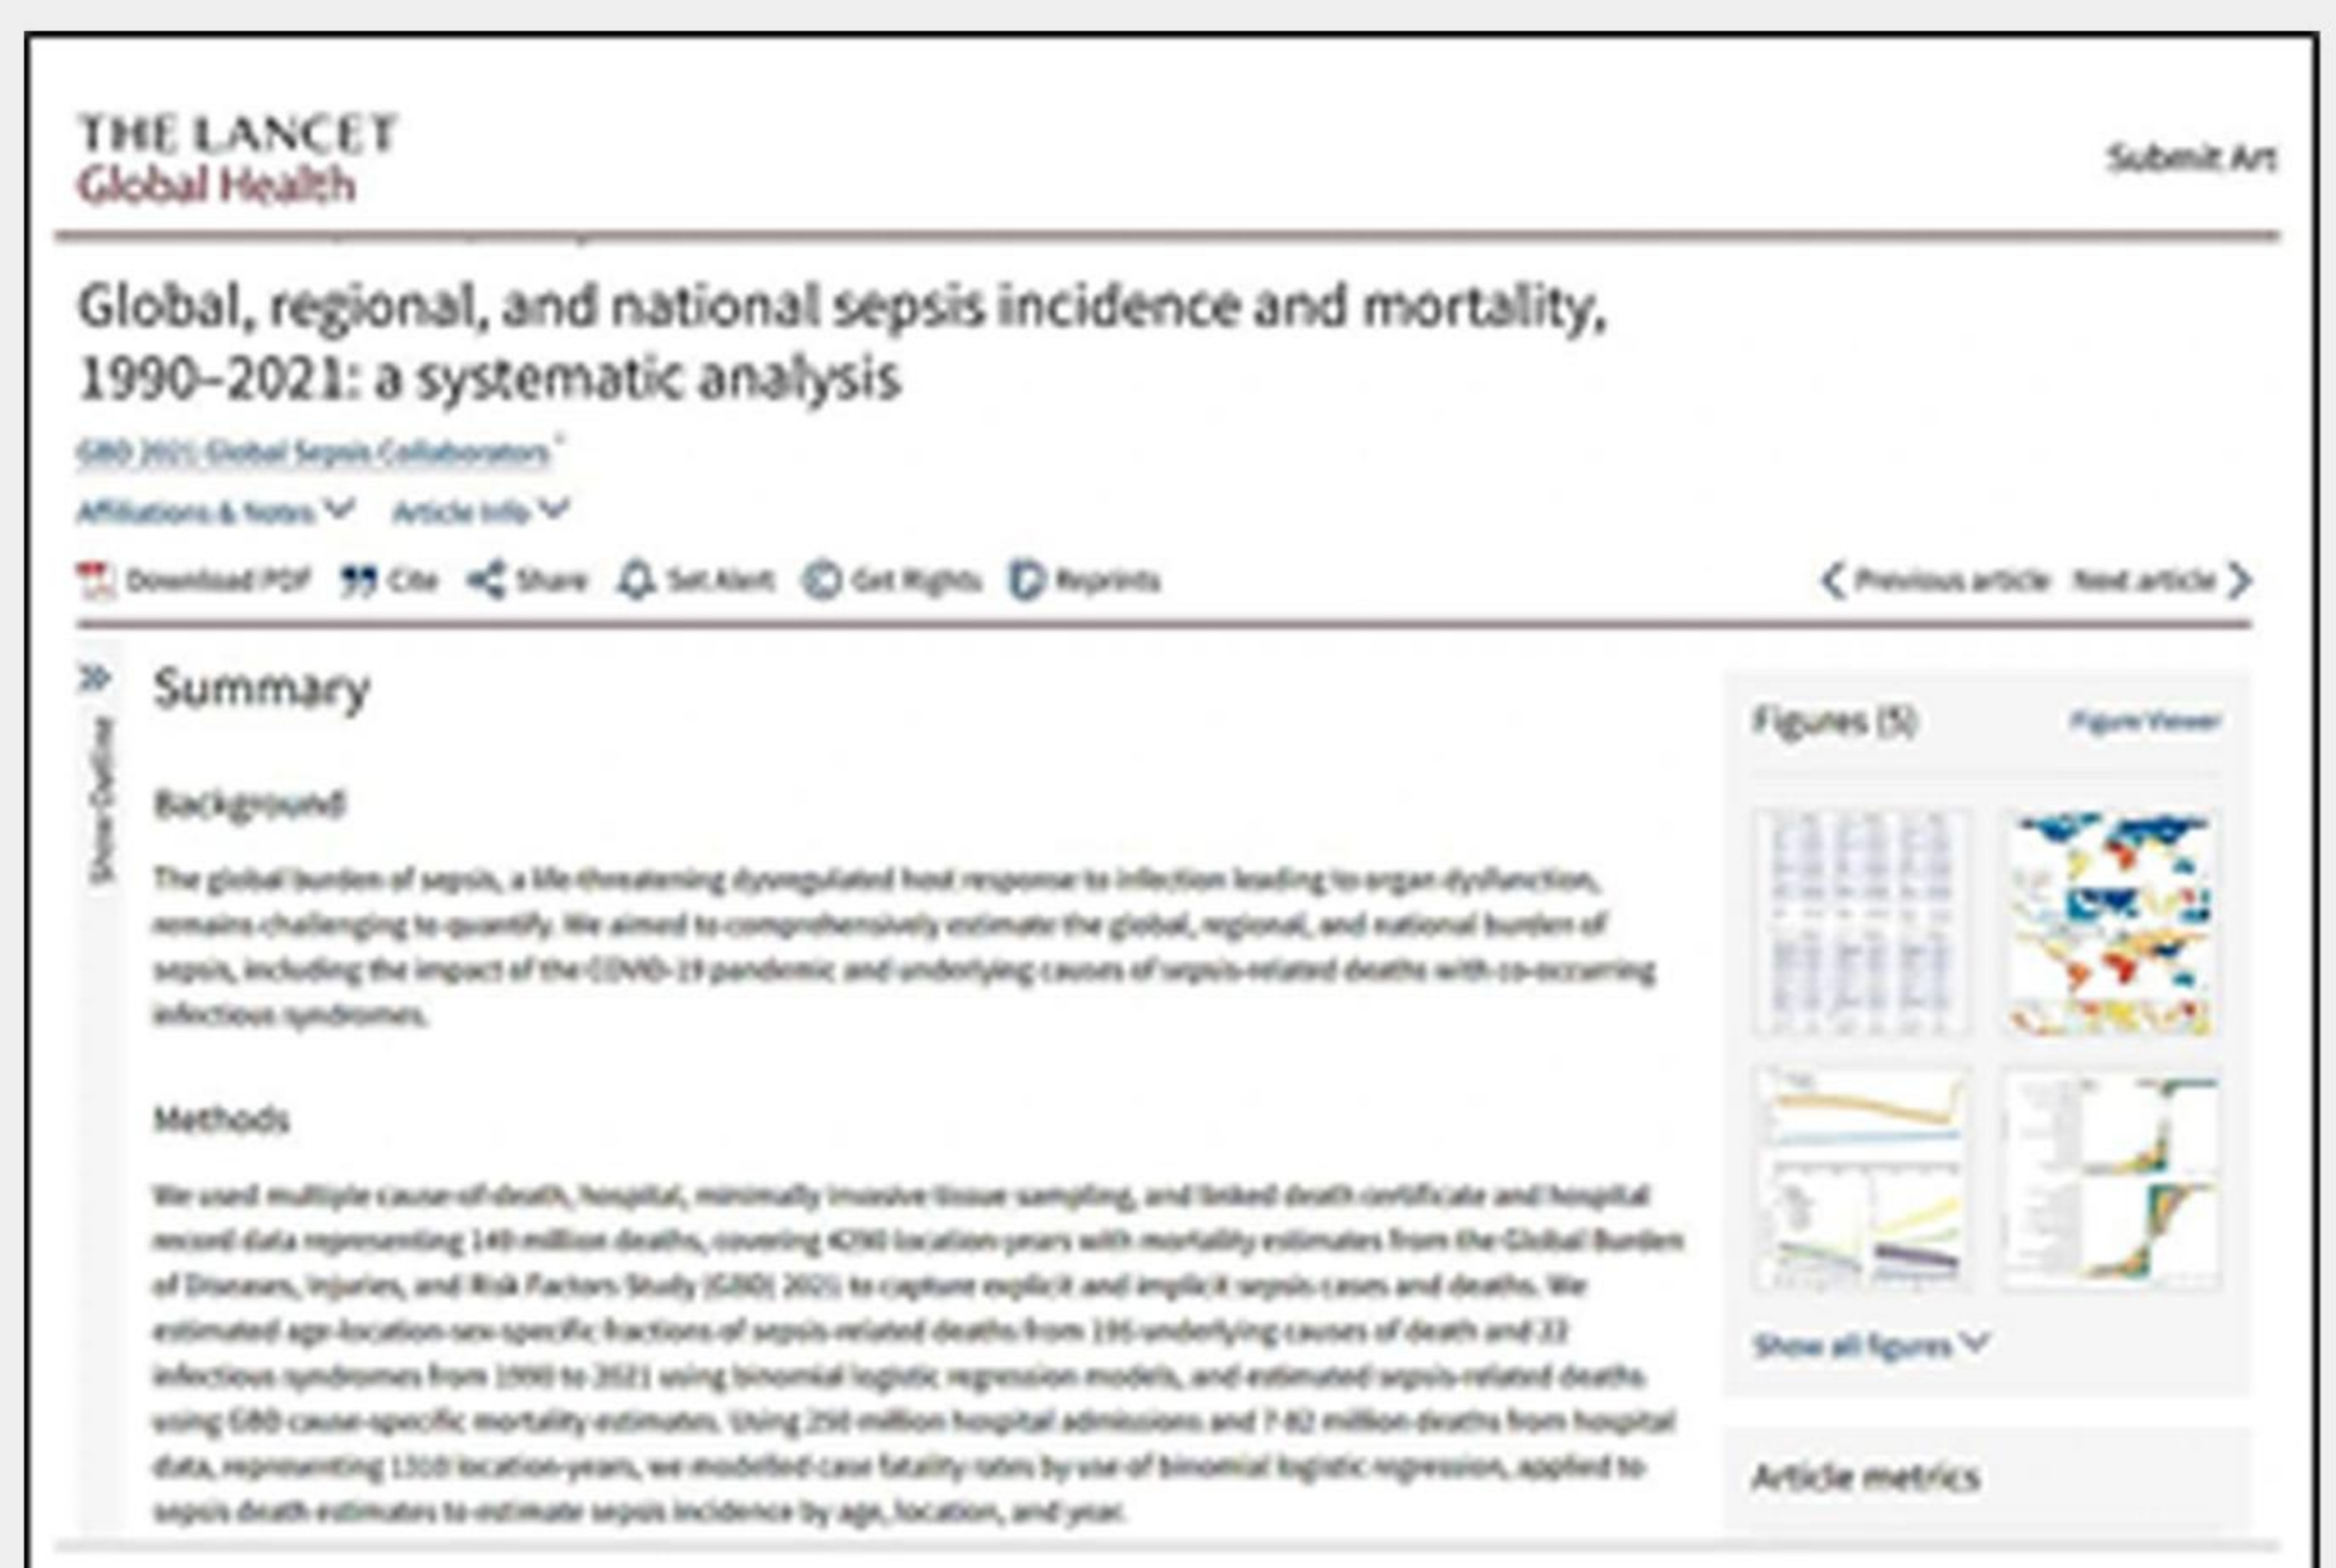 THE LANCET
Global Health
Submit Art
Global, regional, and national sepsis incidence and mortality,
1990–2021: a systematic analysis
GBD 2021 Global Sepsis Collaborators*
Affiliations & Notes Article Info
Download PDF Cite Share Set Alert Get Rights Reprints
Previous article Next article
Show Outline
Summary
Background
The global burden of sepsis, a life-threatening dysregulated host response to infection leading to organ dysfunction,
remains challenging to quantify. We aimed to comprehensively estimate the global, regional, and national burden of
sepsis, including the impact of the COVID-19 pandemic and underlying causes of sepsis-related deaths with co-occurring
infectious syndromes.
Methods
We used multiple cause-of-death, hospital, minimally invasive tissue sampling, and linked death certificate and hospital
record data representing 149 million deaths, covering 4290 location-years with mortality estimates from the Global Burden
of Diseases, Injuries, and Risk Factors Study (GBD) 2021 to capture explicit and implicit sepsis cases and deaths. We
estimated age-location-sex-specific fractions of sepsis-related deaths from 195 underlying causes of death and 22
infectious syndromes from 1990 to 2021 using binomial logistic regression models, and estimated sepsis-related deaths
using GBD cause-specific mortality estimates. Using 250 million hospital admissions and 7·82 million deaths from hospital
data, representing 1310 location-years, we modelled case fatality rates by use of binomial logistic regression, applied to
sepsis death estimates to estimate sepsis incidence by age, location, and year.
Figures (5)
Figure Viewer
Show all figures
Article metrics